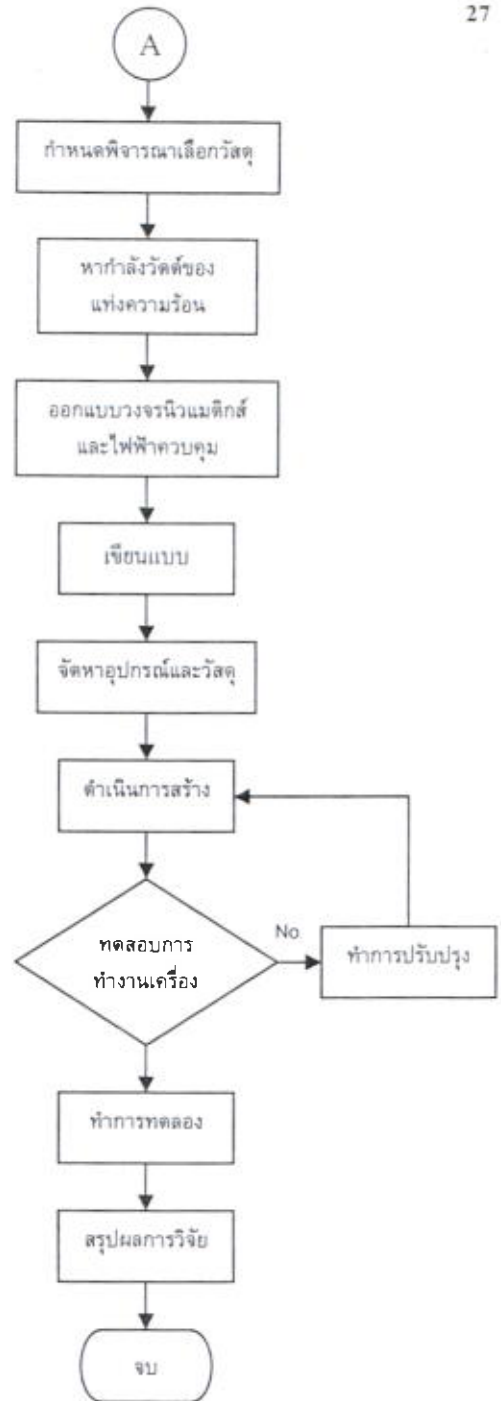 27
A
กำหนดพิจารณาเลือกวัสดุ
หากำลังวัตต์ของ
แท่งความร้อน
ออกแบบวงจรนิวแมติกส์
และไฟฟ้าควบคุม
เขียนแบบ
จัดหาอุปกรณ์และวัสดุ
ดำเนินการสร้าง
ทดสอบการ
ทำงานเครื่อง
No
ทำการปรับปรุง
ทำการทดลอง
สรุปผลการวิจัย
จบ